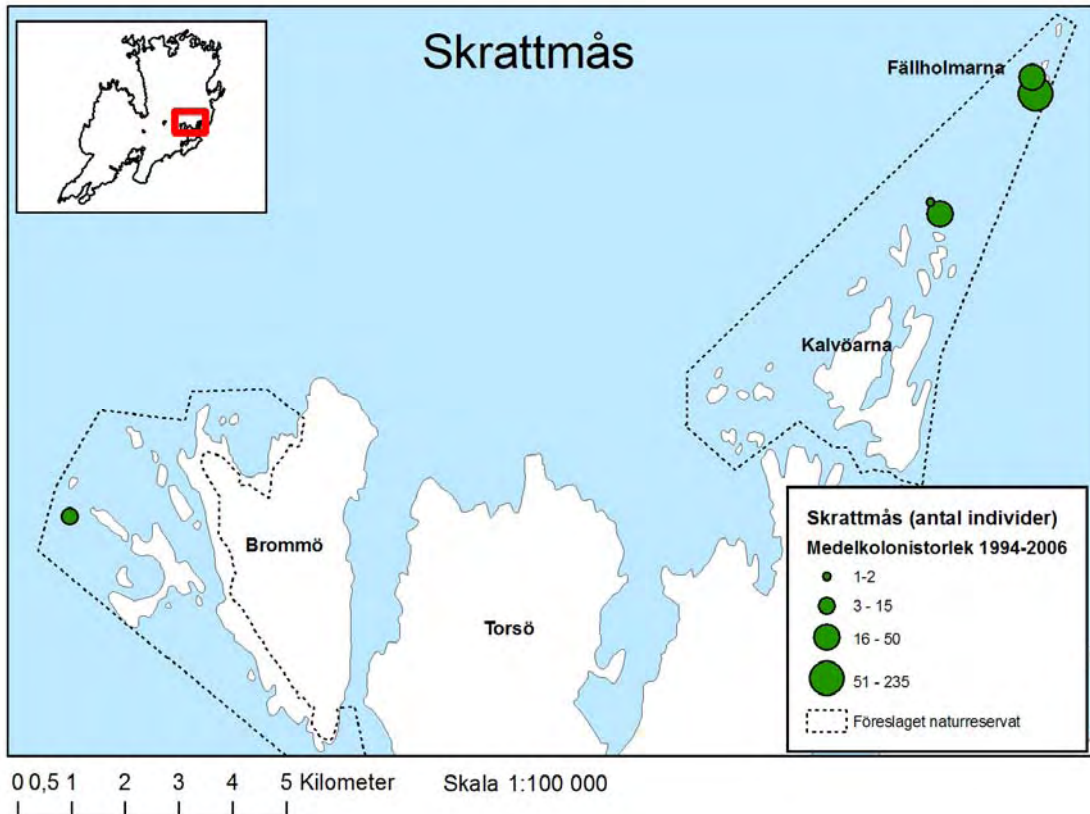 Skrattmås
Fällholmarna
Kalvöarna
Brommö
Torsö
Skrattmås (antal individer)
Medelkolonistorlek 1994-2006
1-2
3 - 15
16 - 50
51 - 235
Föreslaget naturreservat
0 0,5 1 2 3 4 5 Kilometer Skala 1:100 000